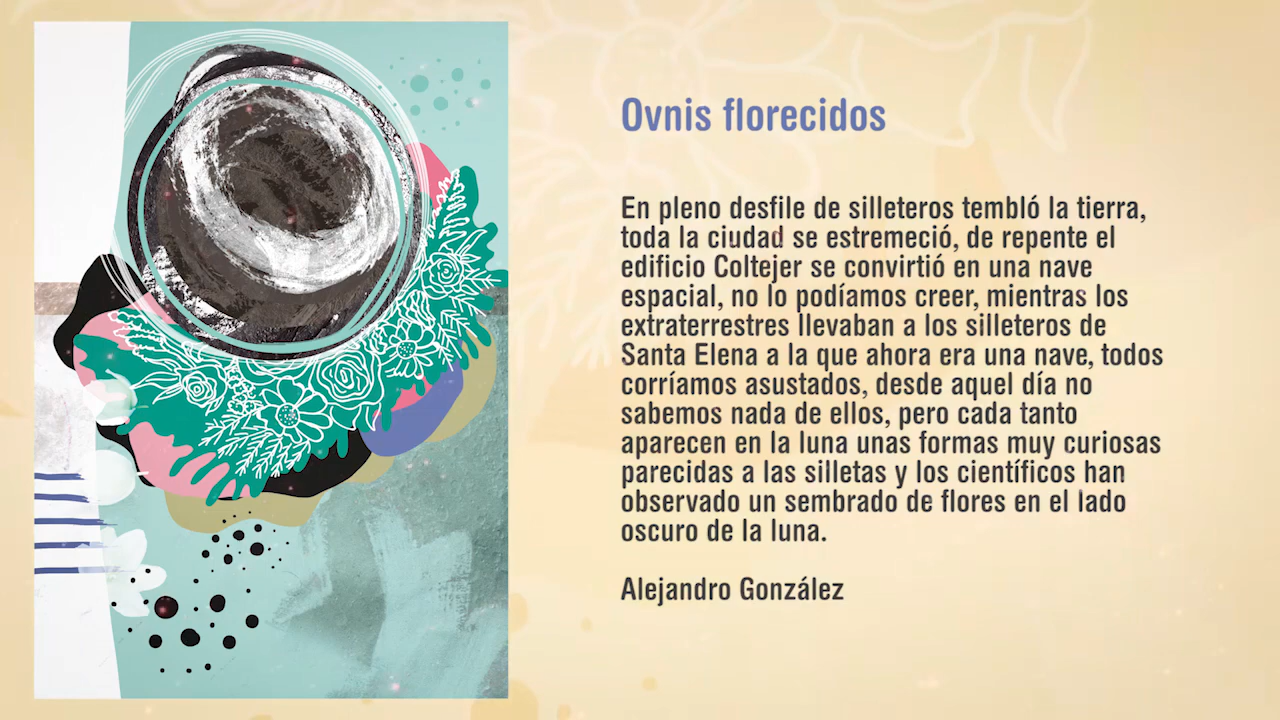 Ovnis florecidos
En pleno desfile de silleteros tembló la tierra,
toda la ciudad se estremeció, de repente el
edificio Coltejer se convirtió en una nave
espacial, no lo podíamos creer, mientras los
extraterrestres llevaban a los silleteros de
Santa Elena a la que ahora era una nave, todos
corríamos asustados, desde aquel día no
sabemos nada de ellos, pero cada tanto
aparecen en la luna unas formas muy curiosas
parecidas a las silletas y los científicos han
observado un sembrado de flores en el lado
oscuro de la luna.
Alejandro González